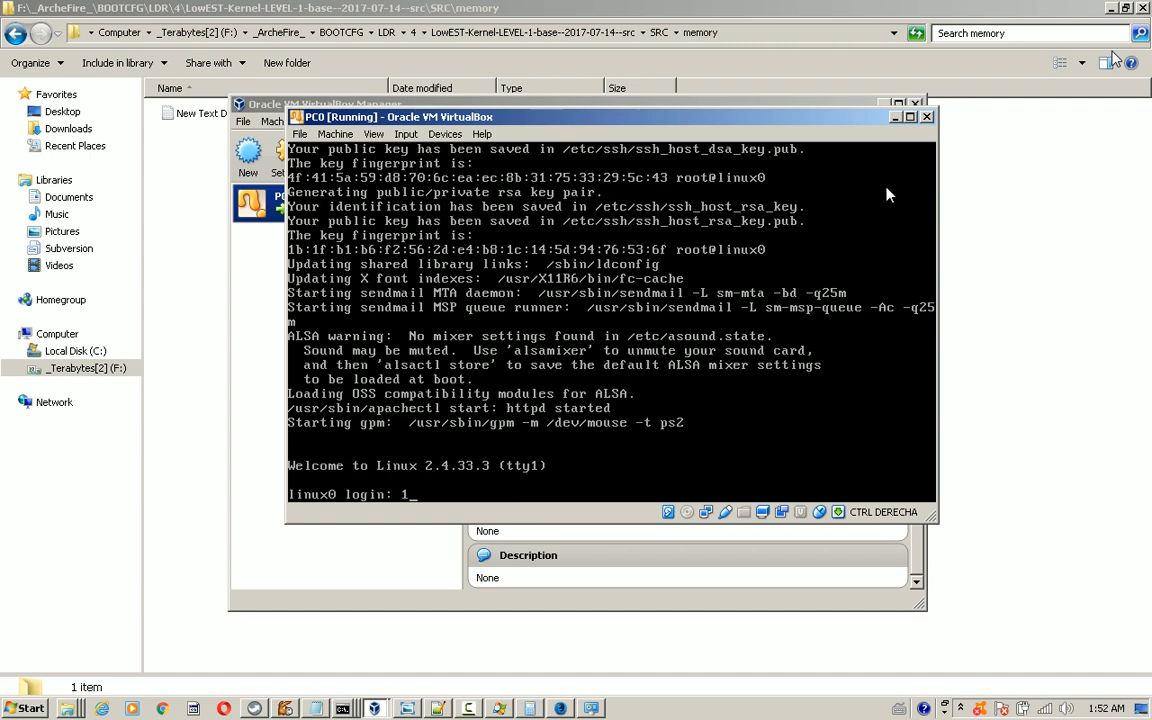 F:\_ArcheFire_\BOOTCFG\LDR\4\LowEST-Kernel-LEVEL-1-base--2017-07-14--src\SRC\memory
Computer
_Terabytes[2] (F:)
_ArcheFire_
BOOTCFG
LDR
4
LowEST-Kernel-LEVEL-1-base--2017-07-14--src
SRC
memory
Search memory
Organize
Include in library
Share with
New folder
Favorites
Desktop
Downloads
Recent Places
Libraries
Documents
Music
Pictures
Subversion
Videos
Homegroup
Computer
Local Disk (C:)
_Terabytes[2] (F:)
Network
Name
Date modified
Type
Size
New Text D
Oracle VM VirtualBox Manager
File
Mach
New
Set
PC0 [Running] - Oracle VM VirtualBox
File Machine View Input Devices Help
Your public key has been saved in /etc/ssh/ssh_host_dsa_key.pub.
The key fingerprint is:
4f:41:5a:59:d8:70:6c:ea:ec:8b:31:75:33:29:5c:43 root@linux0
Generating public/private rsa key pair.
Your identification has been saved in /etc/ssh/ssh_host_rsa_key.
Your public key has been saved in /etc/ssh/ssh_host_rsa_key.pub.
The key fingerprint is:
1b:1f:b1:b6:f2:56:2d:e4:b8:1c:14:5d:94:76:53:6f root@linux0
Updating shared library links:  /sbin/ldconfig
Updating X font indexes:  /usr/X11R6/bin/fc-cache
Starting sendmail MTA daemon:  /usr/sbin/sendmail -L sm-mta -bd -q25m
Starting sendmail MSP queue runner:  /usr/sbin/sendmail -L sm-msp-queue -Ac -q25
m
ALSA warning:  No mixer settings found in /etc/asound.state.
  Sound may be muted.  Use 'alsamixer' to unmute your sound card,
  and then 'alsactl store' to save the default ALSA mixer settings
  to be loaded at boot.
Loading OSS compatibility modules for ALSA.
/usr/sbin/apachectl start: httpd started
Starting gpm:  /usr/sbin/gpm -m /dev/mouse -t ps2
Welcome to Linux 2.4.33.3 (tty1)
linux0 login: 1_
CTRL DERECHA
None
Description
None
1 item
Start
1:52 AM